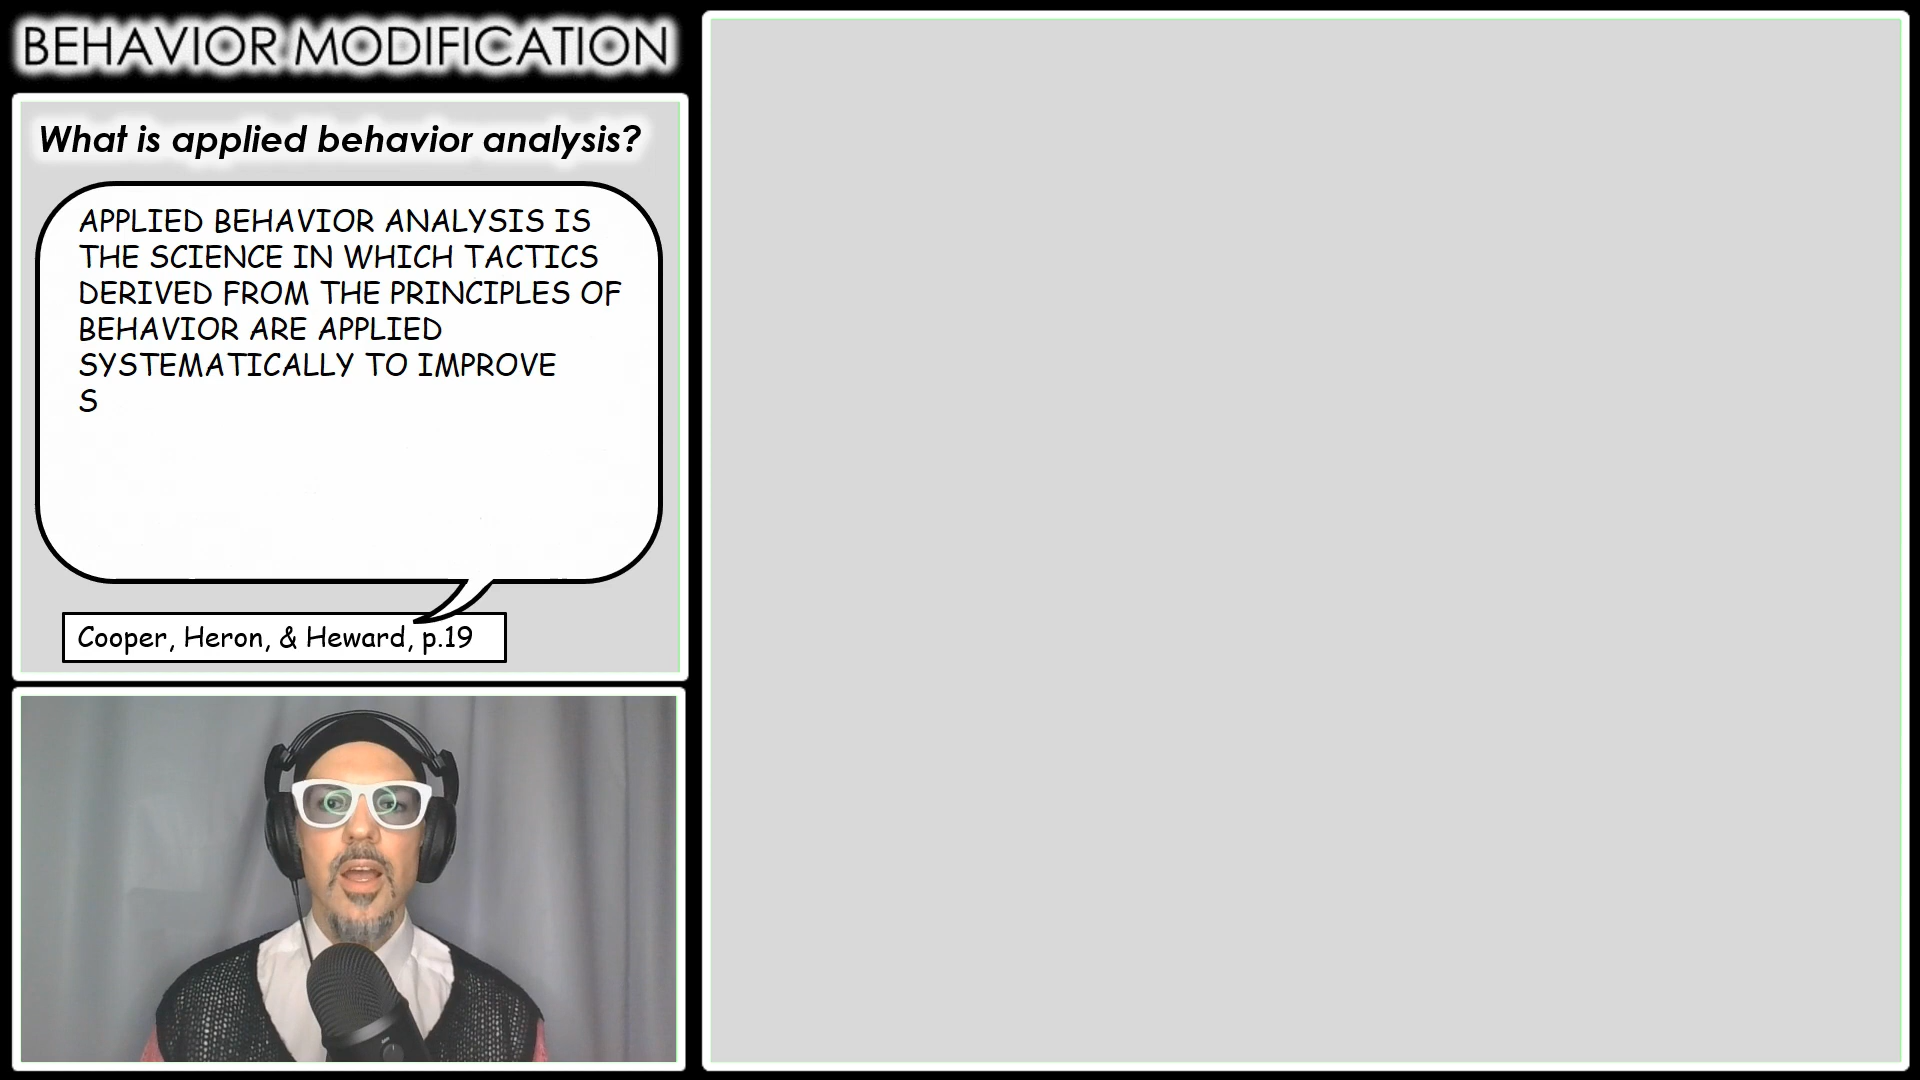 BEHAVIOR MODIFICATION
What is applied behavior analysis?
APPLIED BEHAVIOR ANALYSIS IS
THE SCIENCE IN WHICH TACTICS
DERIVED FROM THE PRINCIPLES OF
BEHAVIOR ARE APPLIED
SYSTEMATICALLY TO IMPROVE
S
Cooper, Heron, & Heward, p.19